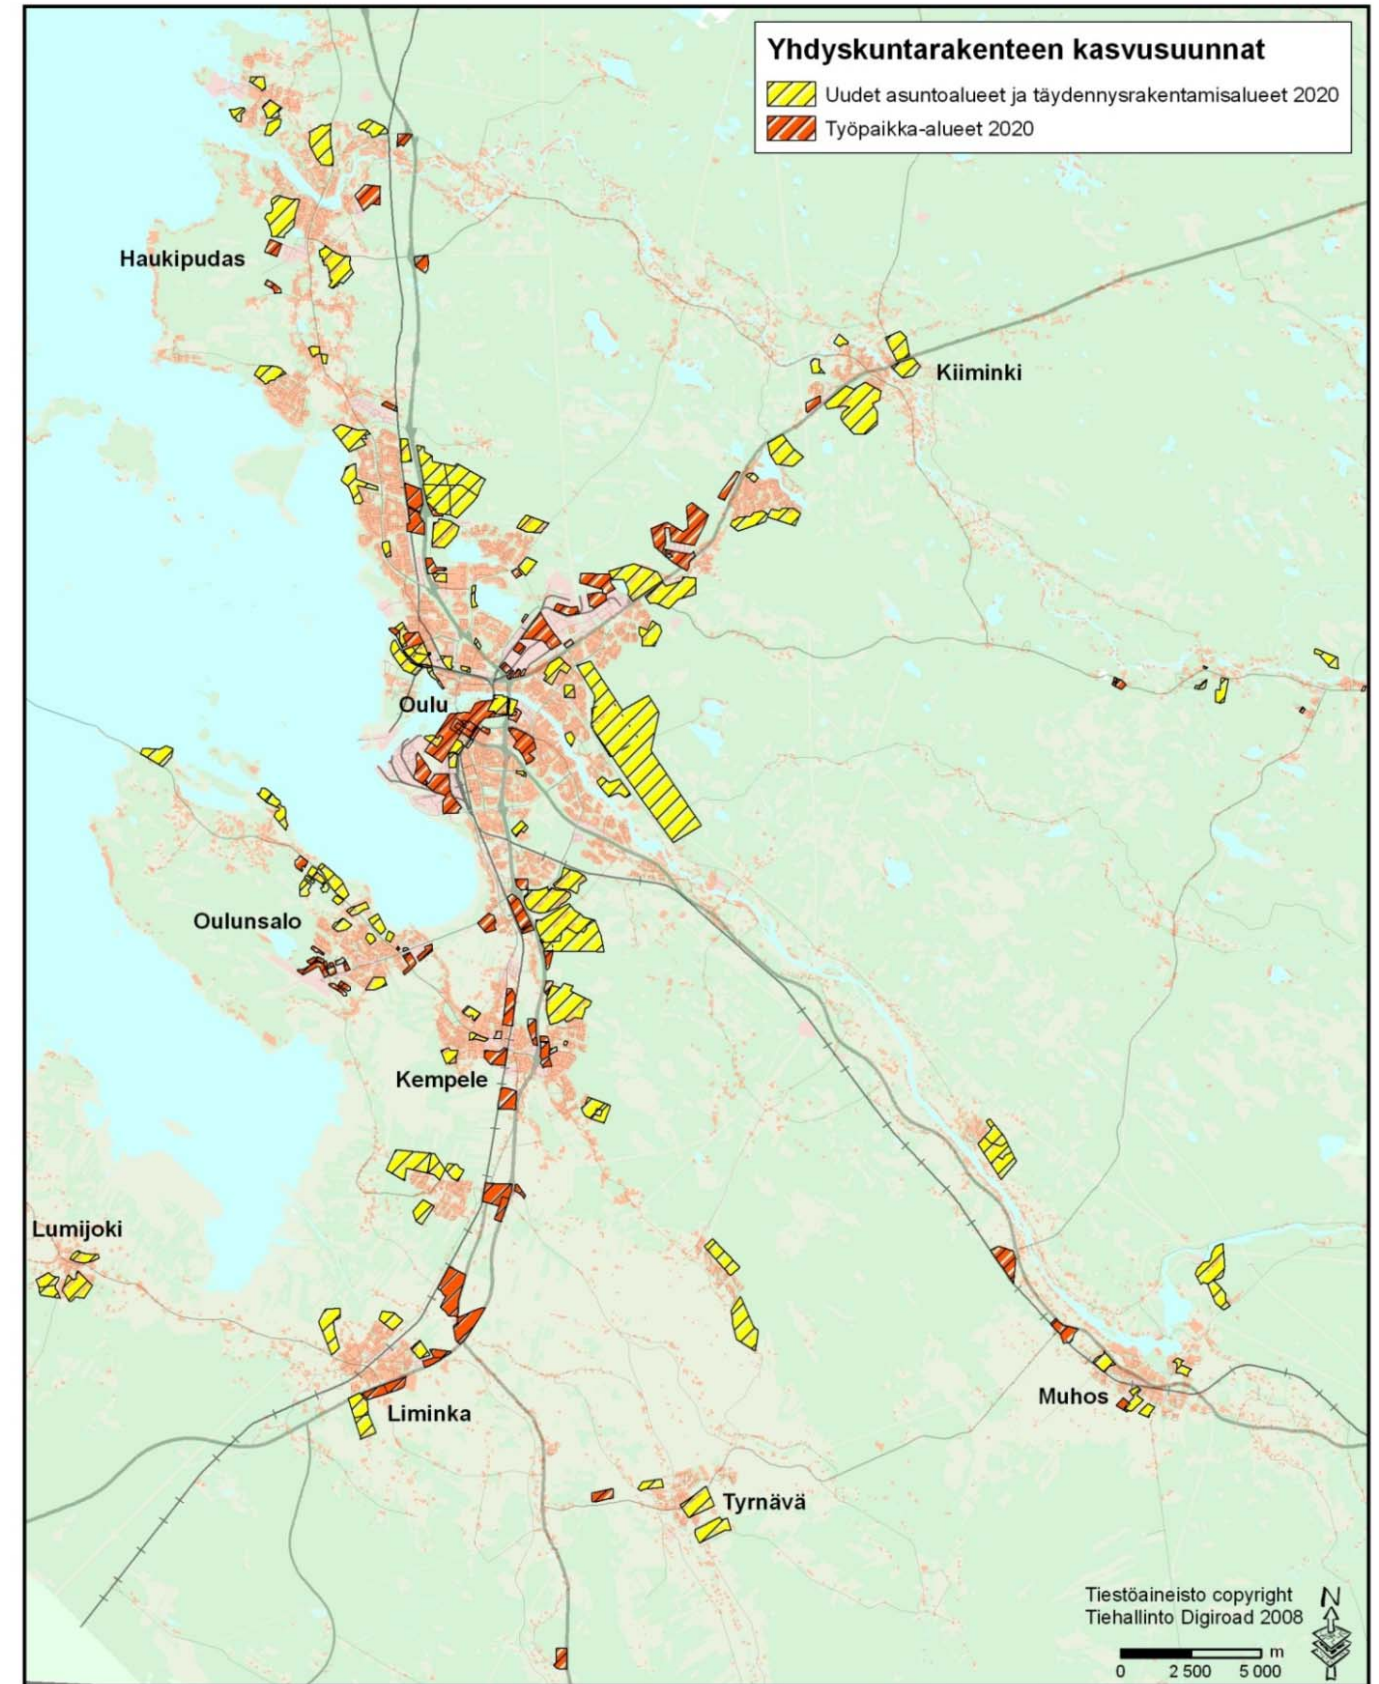 Yhdyskuntarakenteen kasvusuunnat
Uudet asuntoalueet ja täydennysrakentamisalueet 2020
Työpaikka-alueet 2020
Haukipudas
Kiiminki
Oulu
Oulunsalo
Kempele
Lumijoki
Muhos
Liminka
Tyrnävä
Tiestöaineisto copyright
Tiehallinto Digiroad 2008
N
m
0 2 500 5 000